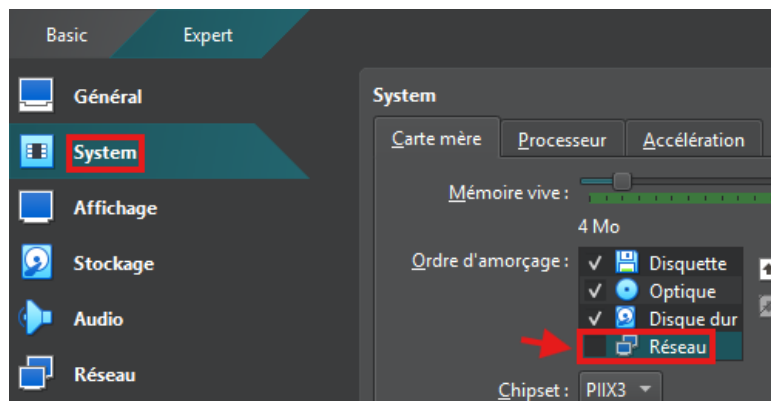 Basic Expert
Général
System
Affichage
Stockage
Audio
Réseau
System
Carte mère Processeur Accélération
Mémoire vive :
4 Mo
Ordre d'amorçage :
Disquette
Optique
Disque dur
Réseau
Chipset : PIIX3